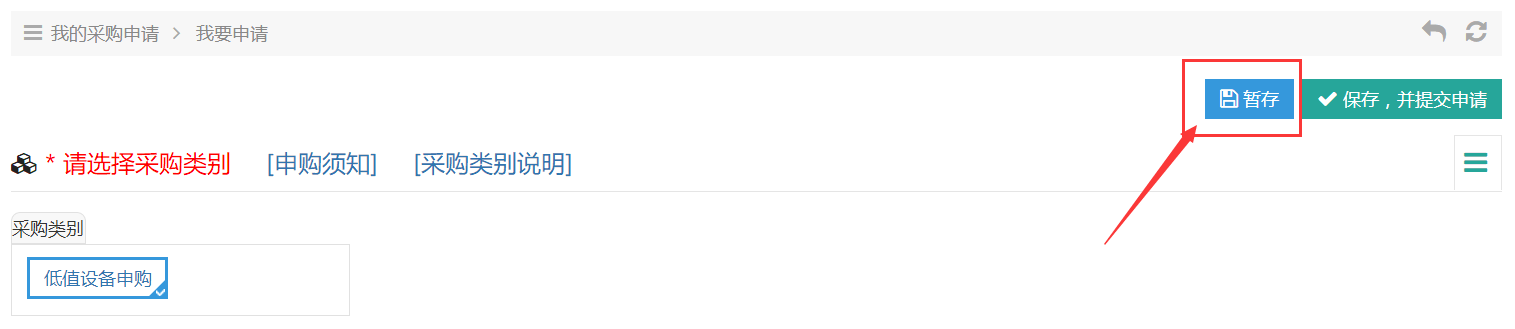 我的采购申请 我要申请
暂存 保存，并提交申请
* 请选择采购类别 [申购须知] [采购类别说明]
采购类别
低值设备申购